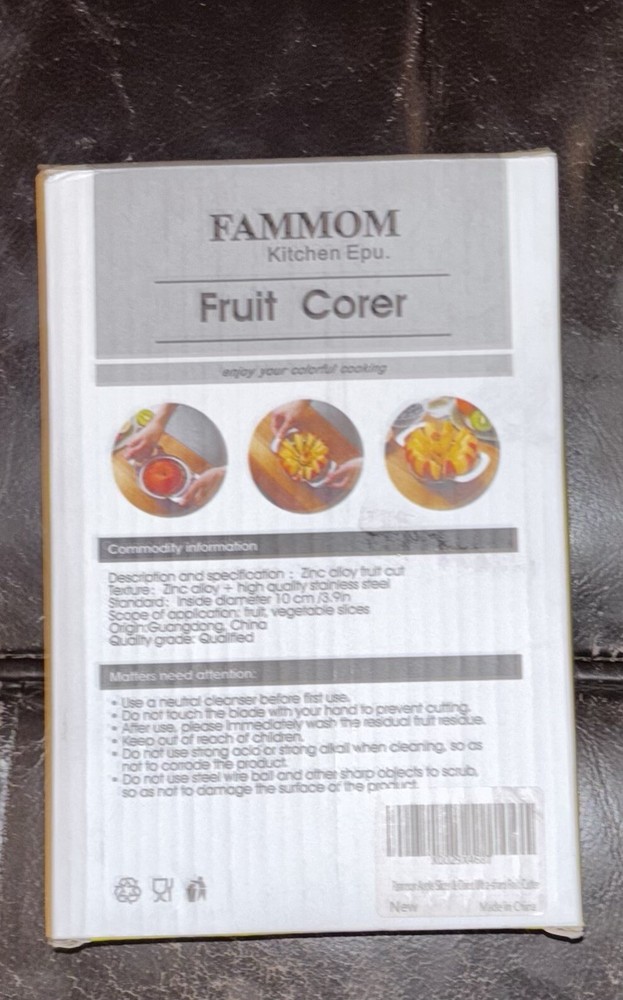 FAMMOM
Kitchen Epu.
Fruit Corer
enjoy your colorful cooking
Commodity information
Description and specification : Zinc alloy fruit cut
Texture: Zinc alloy + high quality stainless steel
Standard: Inside diameter 10 cm /3.9in
Scope of application: fruit, vegetable slices
Origin: Guangdong, China
Quality grade: Qualified
Matters need attention:
• Use a neutral cleanser before first use.
• Do not touch the blade with your hand to prevent cutting.
• After use, please immediately wash the residual fruit residue.
• Keep out of reach of children.
• Do not use strong acid or strong alkali when cleaning, so as
not to corrode the product.
• Do not use steel wire ball and other sharp objects to scrub,
so as not to damage the surface of the product.
New Made in China